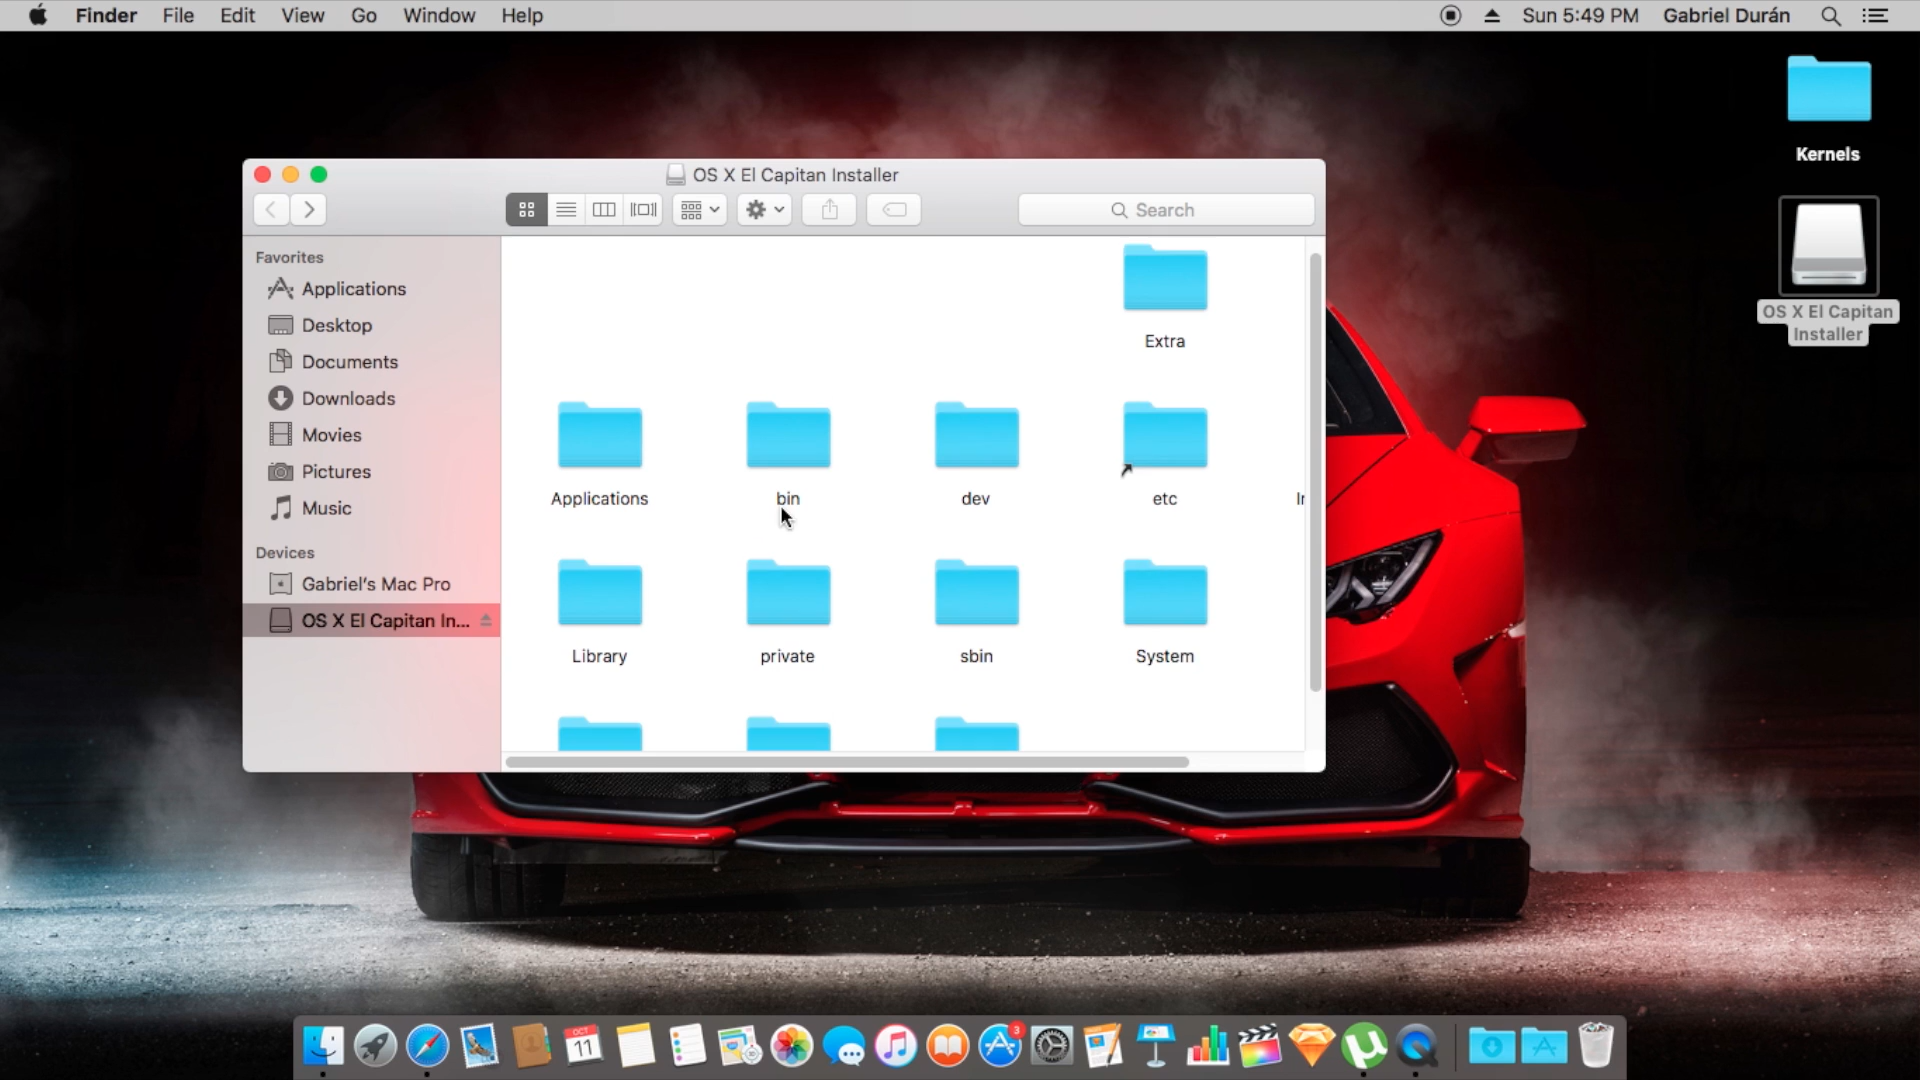 Finder File Edit View Go Window Help Sun 5:49 PM Gabriel Durán
Kernels
OS X El Capitan
Installer
OS X El Capitan Installer
Search
Favorites
Applications
Desktop
Documents
Downloads
Movies
Pictures
Music
Devices
Gabriel’s Mac Pro
OS X El Capitan In...
Extra
Applications bin dev etc
Library private sbin System
OCT
11
3